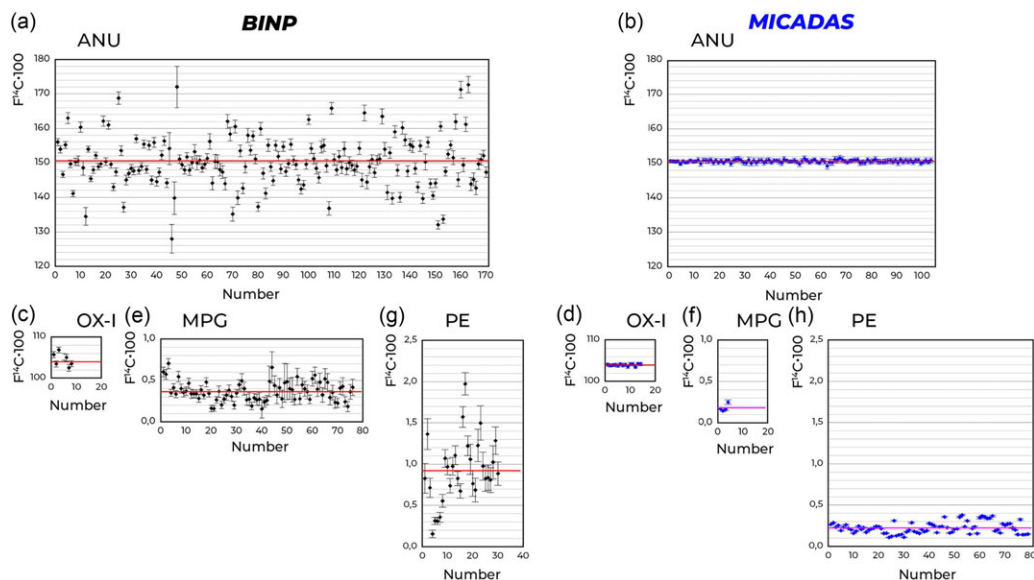 (a) BINP
ANU
F¹⁴C·100
180
170
160
150
140
130
120
0 10 20 30 40 50 60 70 80 90 100 110 120 130 140 150 160 170
Number
(b) MICADAS
ANU
F¹⁴C·100
180
170
160
150
140
130
120
0 10 20 30 40 50 60 70 80 90 100
Number
(c) OX-I
F¹⁴C·100
110
100
0 10 20
Number
(e) MPG
F¹⁴C·100
1,0
0,5
0,0
0 10 20 30 40 50 60 70 80
Number
(g) PE
F¹⁴C·100
2,5
2,0
1,5
1,0
0,5
0,0
0 10 20 30 40
Number
(d) OX-I
F¹⁴C·100
110
100
0 10 20
Number
(f) MPG
F¹⁴C·100
1,0
0,5
0,0
0 10 20
Number
(h) PE
F¹⁴C·100
2,5
2,0
1,5
1,0
0,5
0,0
0 10 20 30 40 50 60 70 80
Number